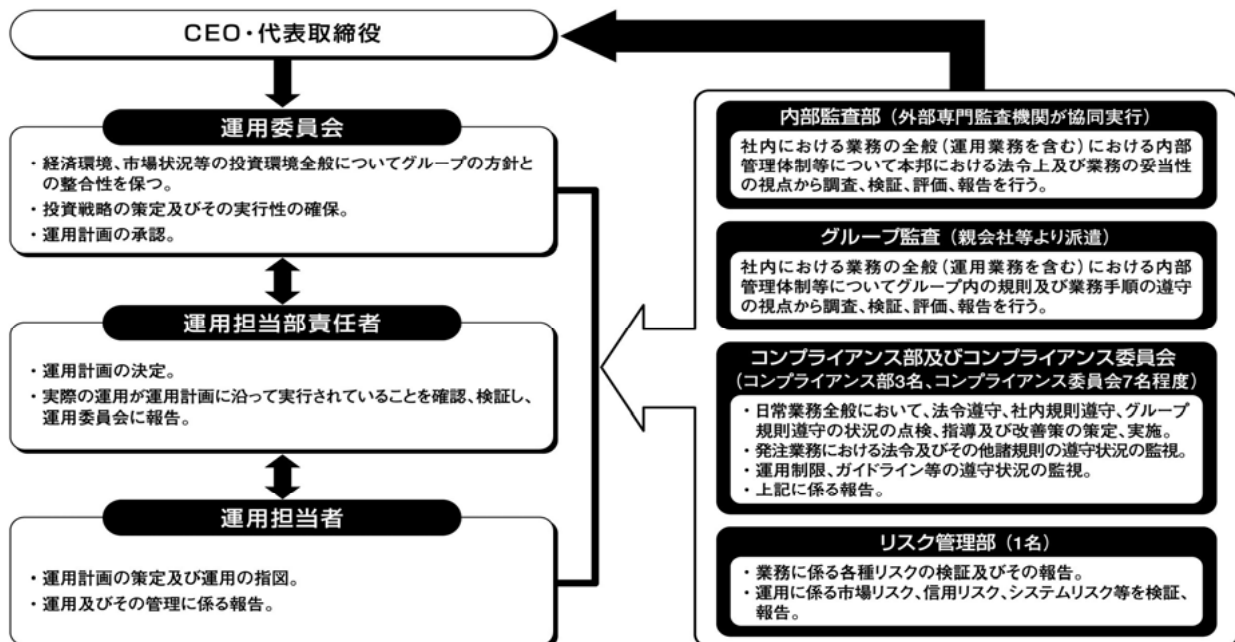 CEO・代表取締役
運用委員会
・経済環境、市場状況等の投資環境全般についてグループの方針と
の整合性を保つ。
・投資戦略の策定及びその実行性の確保。
・運用計画の承認。
運用担当部責任者
・運用計画の決定。
・実際の運用が運用計画に沿って実行されていることを確認、検証し、
運用委員会に報告。
運用担当者
・運用計画の策定及び運用の指図。
・運用及びその管理に係る報告。
内部監査部（外部専門監査機関が協同実行）
社内における業務の全般（運用業務を含む）における内部
管理体制等について本邦における法令上及び業務の妥当性
の視点から調査、検証、評価、報告を行う。
グループ監査（親会社等より派遣）
社内における業務の全般（運用業務を含む）における内部
管理体制等についてグループ内の規則及び業務手順の遵守
の視点から調査、検証、評価、報告を行う。
コンプライアンス部及びコンプライアンス委員会
（コンプライアンス部3名、コンプライアンス委員会7名程度）
・日常業務全般において、法令遵守、社内規則遵守、グループ
規則遵守の状況の点検、指導及び改善策の策定、実施。
・発注業務における法令及びその他諸規則の遵守状況の監視。
・運用制限、ガイドライン等の遵守状況の監視。
・上記に係る報告。
リスク管理部（1名）
・業務に係る各種リスクの検証及びその報告。
・運用に係る市場リスク、信用リスク、システムリスク等を検証、
報告。